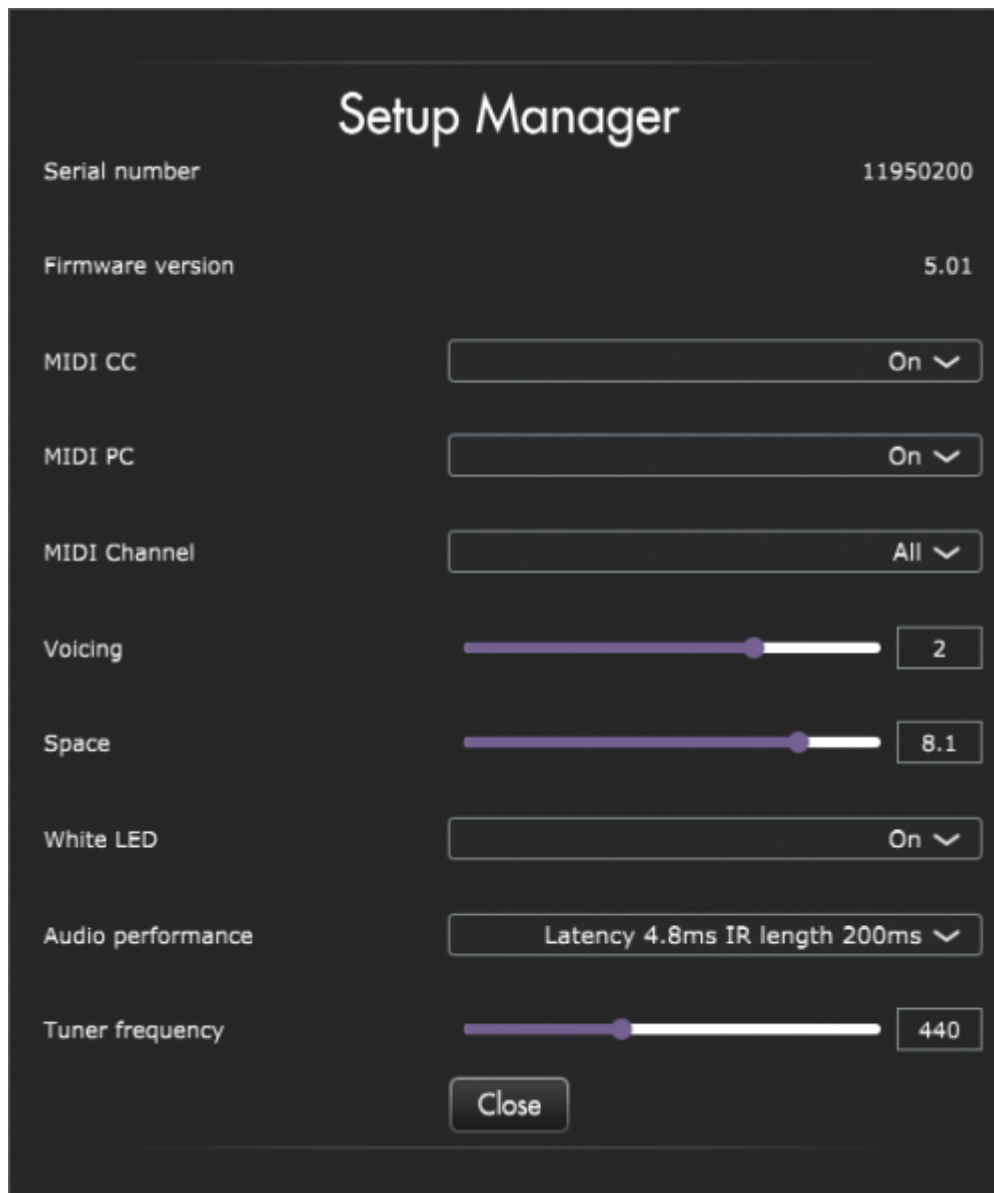 Setup Manager
Serial number 11950200
Firmware version 5.01
MIDI CC On
MIDI PC On
MIDI Channel All
Voicing 2
Space 8.1
White LED On
Audio performance Latency 4.8ms IR length 200ms
Tuner frequency 440
Close